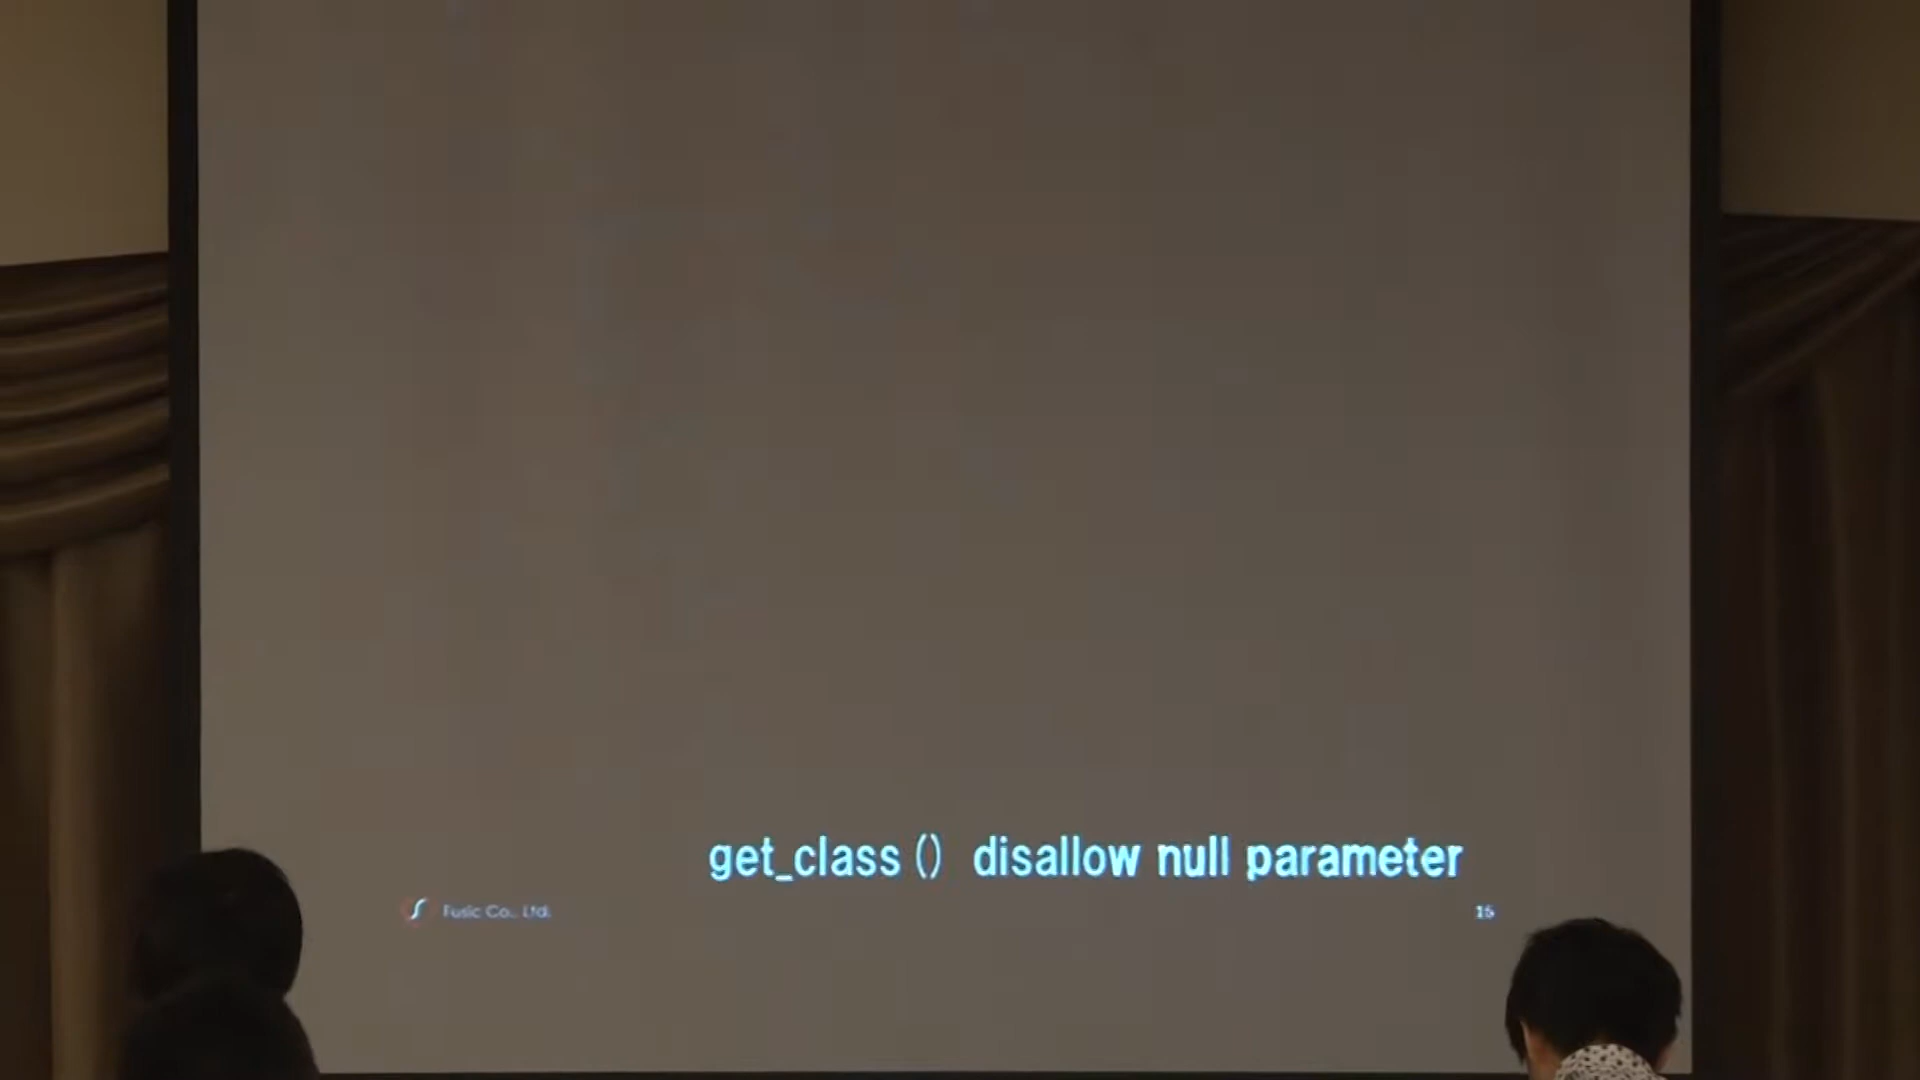 get_class () disallow null parameter
Fusic Co., Ltd.
15